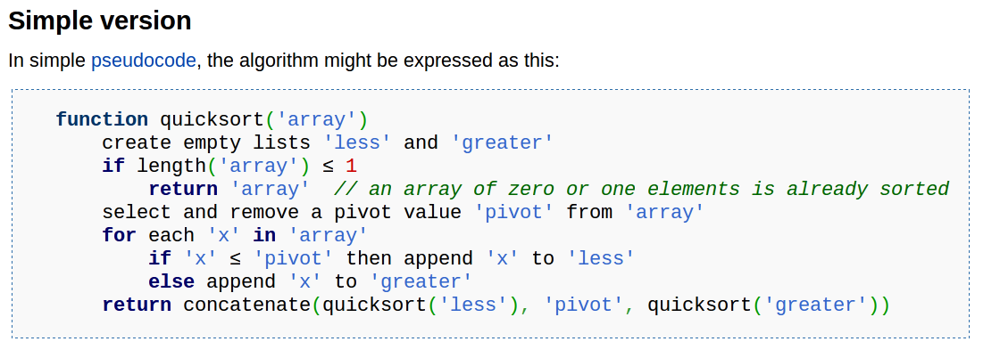 Simple version
In simple pseudocode, the algorithm might be expressed as this:
function quicksort('array')
create empty lists 'less' and 'greater'
if length('array') ≤ 1
return 'array' // an array of zero or one elements is already sorted
select and remove a pivot value 'pivot' from 'array'
for each 'x' in 'array'
if 'x' ≤ 'pivot' then append 'x' to 'less'
else append 'x' to 'greater'
return concatenate(quicksort('less'), 'pivot', quicksort('greater'))